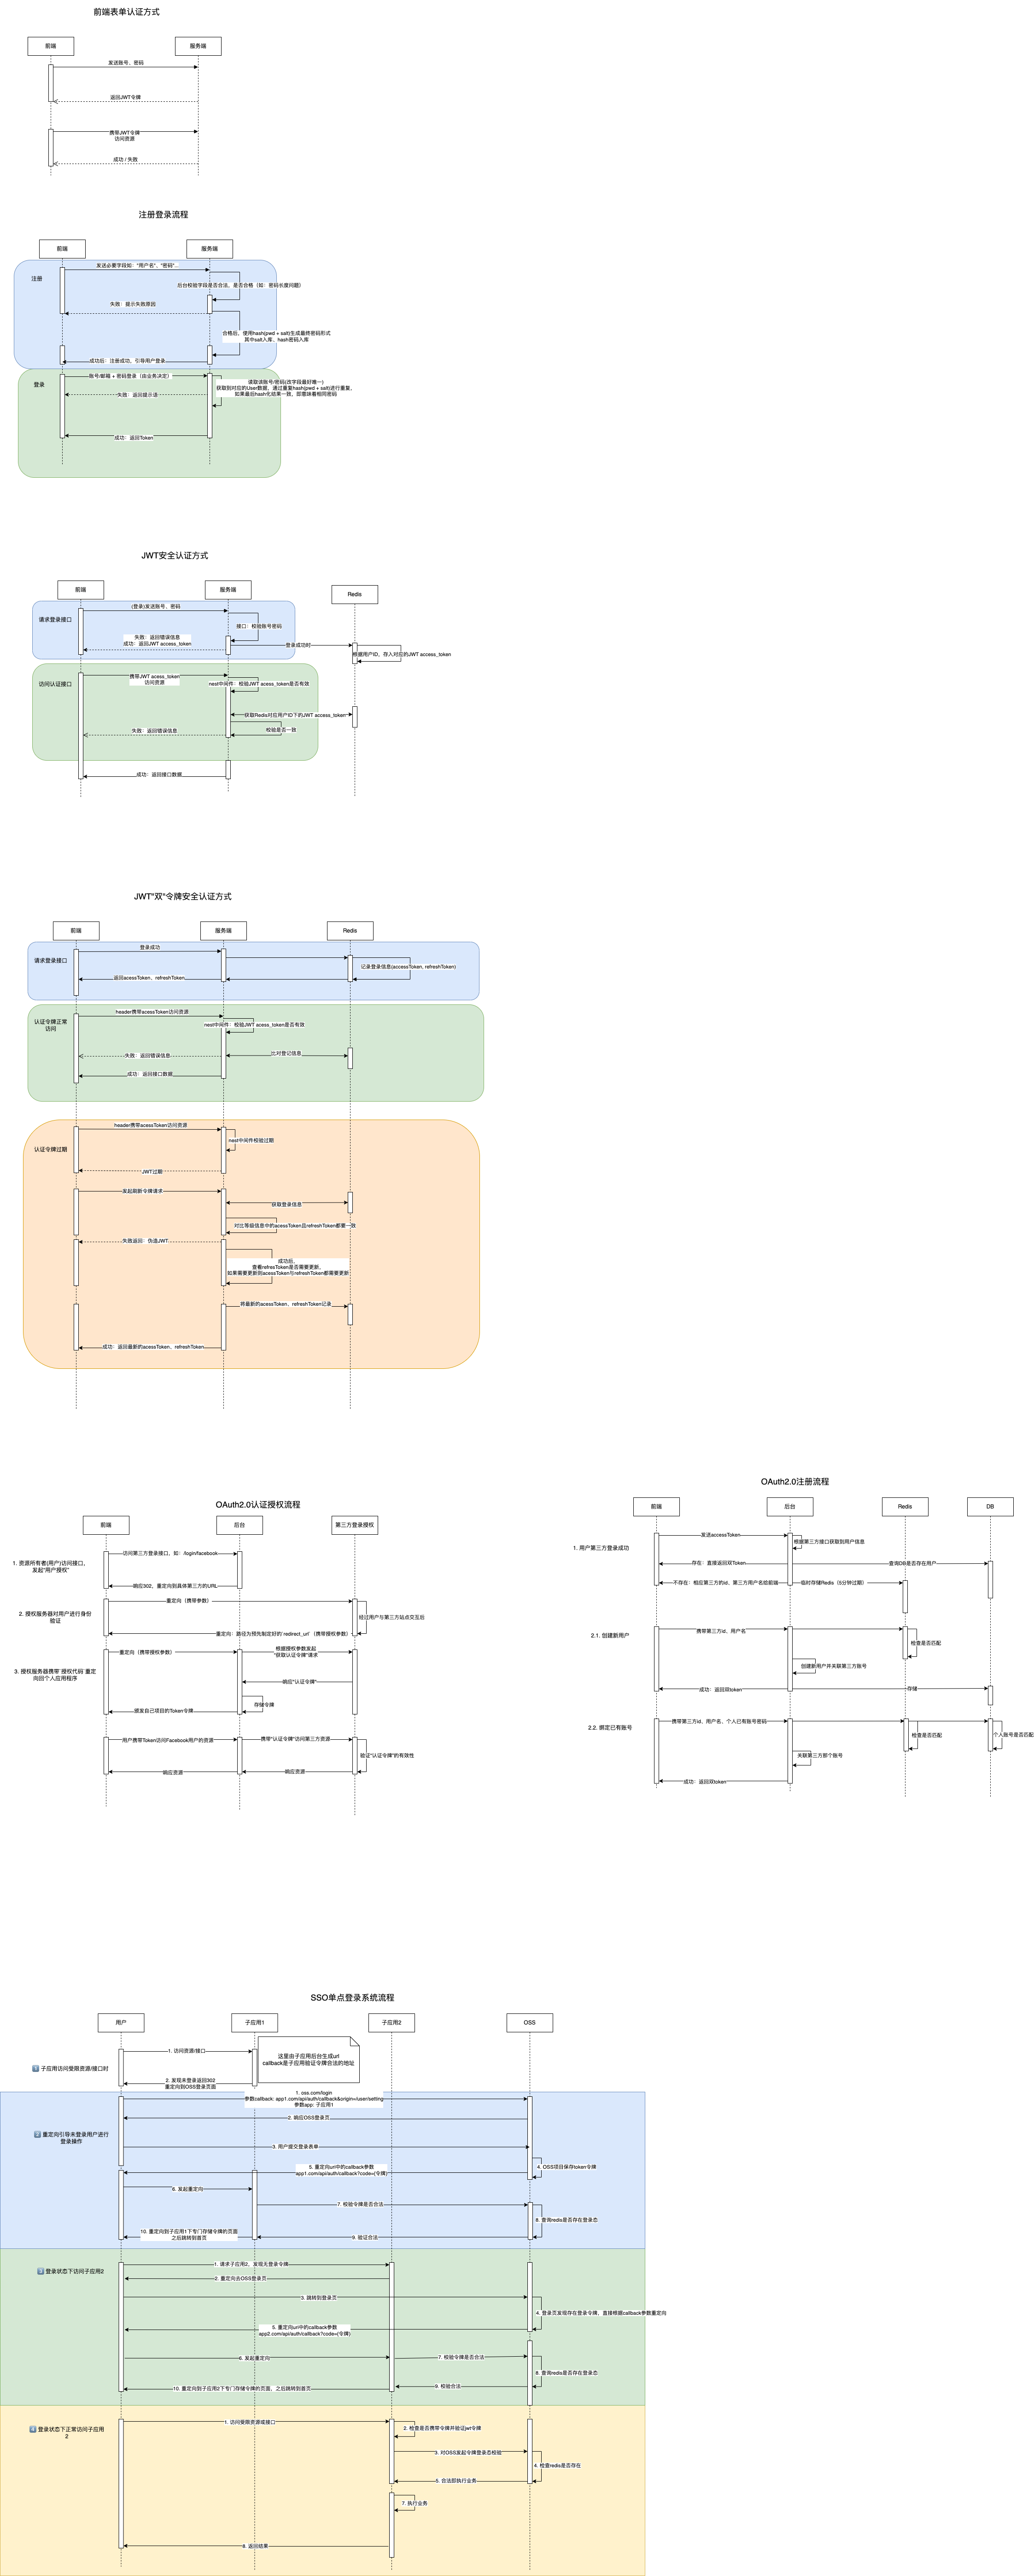 前端表单认证方式
前端
服务端
发送账号、密码
返回JWT令牌
携带JWT令牌
访问资源
成功 / 失败
注册登录流程
前端
服务端
注册
发送必要字段如：“用户名”、“密码”...
后台校验字段是否合法，是否合格（如：密码长度问题）
失败：提示失败原因
合格后，使用hash(pwd + salt)生成最终密码形式
其中salt入库，hash密码入库
成功后：注册成功，引导用户登录
登录
账号/邮箱 + 密码登录（由业务决定）
读取该账号/密码(改字段最好唯一)
获取到对应的User数据，通过重复hash(pwd + salt)进行重复，
如果最后hash化结果一致，即意味着相同密码
失败：返回提示语
成功：返回Token
JWT安全认证方式
前端
服务端
Redis
请求登录接口
(登录)发送账号、密码
接口：校验账号密码
失败：返回错误信息
成功：返回JWT access_token
登录成功时
根据用户ID，存入对应的JWT access_token
访问认证接口
携带JWT acess_token
访问资源
nest中间件：校验JWT acess_token是否有效
获取Redis对应用户ID下的JWT access_token
失败：返回错误信息
校验是否一致
成功：返回接口数据
JWT"双"令牌安全认证方式
前端
服务端
Redis
请求登录接口
登录成功
记录登录信息(accessToken, refreshToken)
返回acessToken、refreshToken
认证令牌正常
访问
header携带acessToken访问资源
nest中间件：校验JWT acess_token是否有效
失败：返回错误信息
比对登记信息
成功：返回接口数据
认证令牌过期
header携带acessToken访问资源
nest中间件校验过期
JWT过期
发起刷新令牌请求
获取登录信息
对比等级信息中的acessToken且refreshToken都要一致
失败返回：伪造JWT
成功后，
查看refresToken是否需要更新，
如果需要更新则acessToken与refreshToken都需要更新
将最新的acessToken、refreshToken记录
成功：返回最新的acessToken、refreshToken
OAuth2.0认证授权流程
前端
后台
第三方登录授权
1. 资源所有者(用户)访问接口，
发起"用户授权"
访问第三方登录接口，如：/login/facebook
响应302，重定向到具体第三方的URL
2. 授权服务器对用户进行身份
验证
重定向（携带参数）
经过用户与第三方站点交互后
重定向：路径为预先制定好的`redirect_url`（携带授权参数）
3. 授权服务器携带`授权代码`重定
向回个人应用程序
重定向（携带授权参数）
根据授权参数发起
"获取认证令牌"请求
响应"认证令牌"
存储令牌
颁发自己项目的Token令牌
用户携带Token访问Facebook用户的资源
携带"认证令牌"访问第三方资源
验证"认证令牌"的有效性
响应资源
响应资源
OAuth2.0注册流程
前端
后台
Redis
DB
1. 用户第三方登录成功
发送accessToken
根据第三方接口获取到用户信息
存在：直接返回双Token
查询DB是否存在用户
不存在：相应第三方的id、第三方用户名给前端
临时存储Redis（5分钟过期）
2.1. 创建新用户
携带第三方id，用户名
检查是否匹配
创建新用户并关联第三方账号
成功：返回双token
存储
2.2. 绑定已有账号
携带第三方id、用户名、个人已有账号密码
检查是否匹配
个人账号是否匹配
关联第三方那个账号
成功：返回双token
SSO单点登录系统流程
用户
子应用1
子应用2
OSS
1 子应用访问受限资源/接口时
1. 访问资源/接口
这里由子应用后台生成url
callback是子应用验证令牌合法的地址
2. 发现未登录返回302
重定向到OSS登录页面
2 重定向引导未登录用户进行
登录操作
1. oss.com/login
参数callback: app1.com/api/auth/callback&origin=/user/setting
参数app: 子应用1
2. 响应OSS登录页
3. 用户提交登录表单
4. OSS项目保存token令牌
5. 重定向url中的callback参数
app1.com/api/auth/callback?code=(令牌)
6. 发起重定向
7. 校验令牌是否合法
8. 查询redis是否存在登录态
9. 验证合法
10. 重定向到子应用1下专门存储令牌的页面
之后跳转到首页
3 登录状态下访问子应用2
1. 请求子应用2，发现无登录令牌
2. 重定向去OSS登录页
3. 跳转到登录页
4. 登录页发现存在登录令牌，直接根据callback参数重定向
5. 重定向url中的callback参数
app2.com/api/auth/callback?code=(令牌)
6. 发起重定向
7. 校验令牌是否合法
8. 查询redis是否存在登录态
9. 校验合法
10. 重定向到子应用2下专门存储令牌的页面，之后跳转到首页
4 登录状态下正常访问子应用
2
1. 访问受限资源或接口
2. 检查是否携带令牌并验证jwt令牌
3. 对OSS发起令牌登录态校验
4. 检查redis是否存在
5. 合法即执行业务
7. 执行业务
8. 返回结果